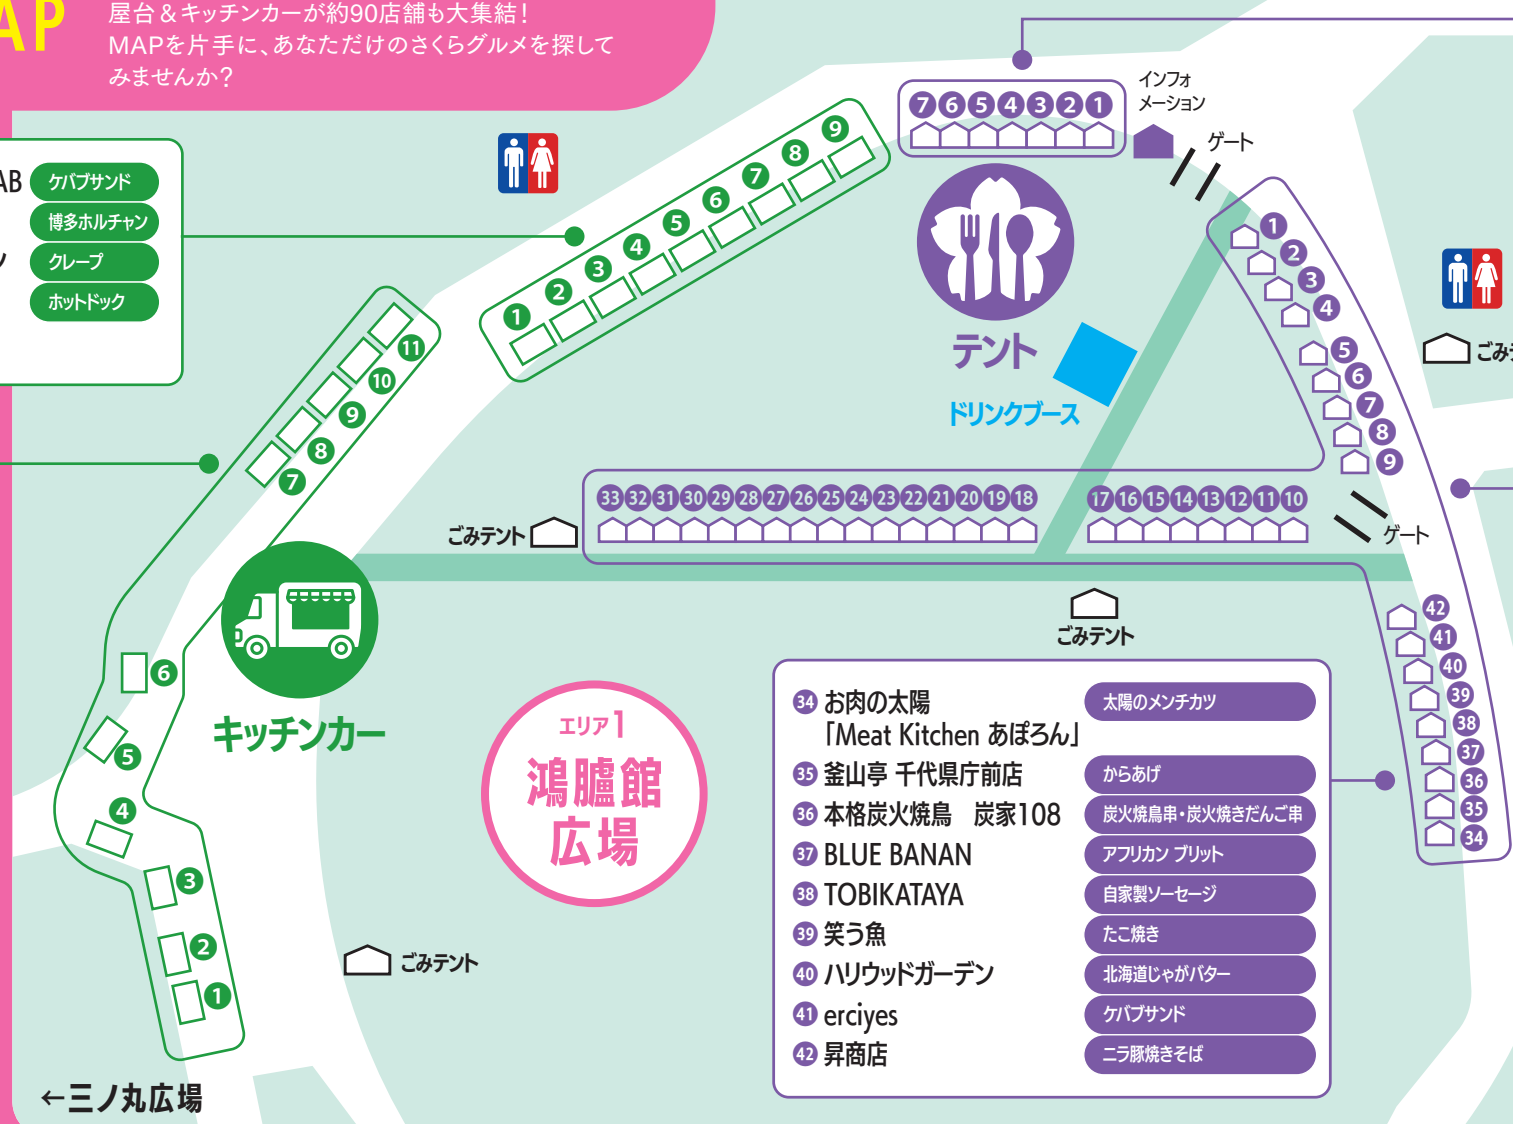 AP
屋台＆キッチンカーが約90店舗も大集結！
MAPを片手に、あなただけのさくらグルメを探して
みませんか？
AB ケバブサンド
博多ホルチャン
クレープ
ホットドック
7 6 5 4 3 2 1
インフォ
メーション
ゲート
1 2 3 4 5 6 7 8 9
7 8 9 10 11
テント
ドリンクブース
1
2
3
4
5
6
7
8
9
ごみテ
33 32 31 30 29 28 27 26 25 24 23 22 21 20 19 18
17 16 15 14 13 12 11 10
ごみテント
ゲート
ごみテント
キッチンカー
6
5
4
3
2
1
エリア1
鴻臚館
広場
ごみテント
42
41
40
39
38
37
36
35
34
34 お肉の太陽 太陽のメンチカツ
「Meat Kitchen あぽろん」
35 釜山亭 千代県庁前店 からあげ
36 本格炭火焼鳥　炭家108 炭火焼鳥串・炭火焼きだんご串
37 BLUE BANAN アフリカン ブリット
38 TOBIKATAYA 自家製ソーセージ
39 笑う魚 たこ焼き
40 ハリウッドガーデン 北海道じゃがバター
41 erciyes ケバブサンド
42 昇商店 ニラ豚焼きそば
←三ノ丸広場